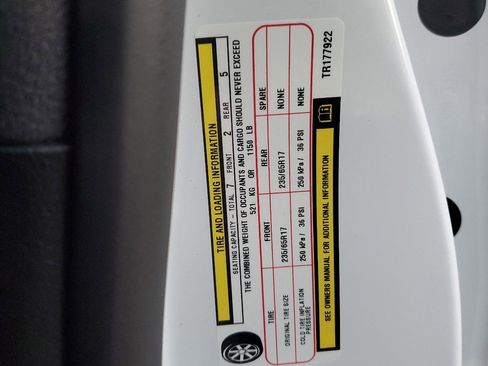 TIRE AND LOADING INFORMATION
SEATING CAPACITY - TOTAL 7 FRONT 2 REAR 5
THE COMBINED WEIGHT OF OCCUPANTS AND CARGO SHOULD NEVER EXCEED
521 KG OR 1150 LB
TIRE FRONT REAR SPARE
ORIGINAL TIRE SIZE 235/65R17 235/65R17 NONE
COLD TIRE INFLATION PRESSURE 250 kPa / 36 PSI 250 kPa / 36 PSI NONE
SEE OWNERS MANUAL FOR ADDITIONAL INFORMATION
TR177922